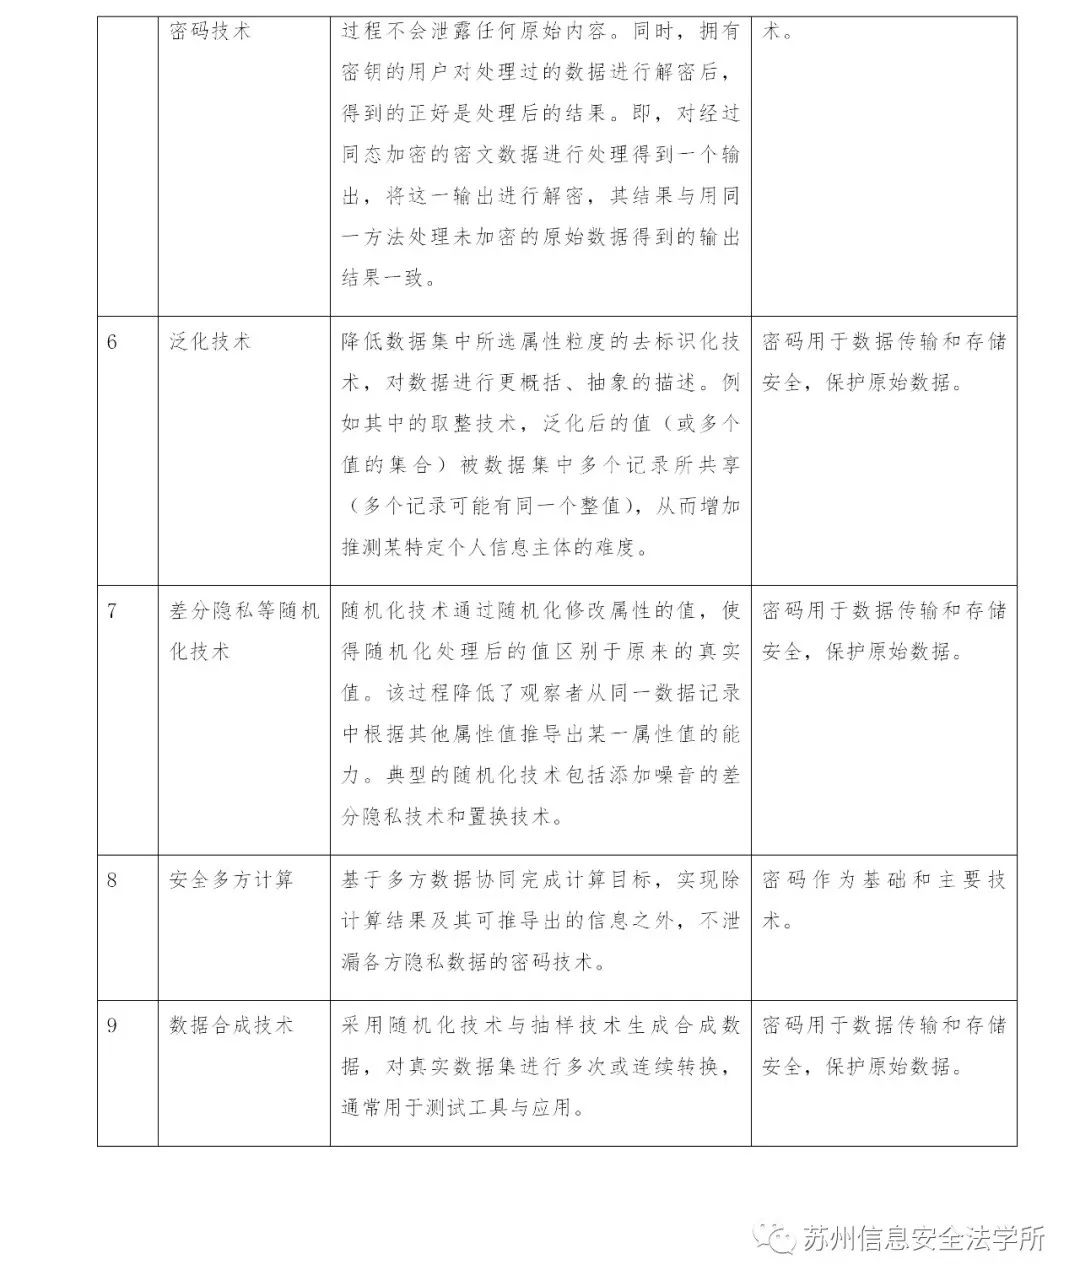 密码技术
过程不会泄露任何原始内容。同时，拥有
密钥的用户对处理过的数据进行解密后，
得到的正好是处理后的结果。即，对经过
同态加密的密文数据进行处理得到一个输
出，将这一输出进行解密，其结果与用同
一方法处理未加密的原始数据得到的输出
结果一致。
术。
6
泛化技术
降低数据集中所选属性粒度的去标识化技
术，对数据进行更概括、抽象的描述。例
如其中的取整技术，泛化后的值（或多个
值的集合）被数据集中多个记录所共享
（多个记录可能有同一个整值），从而增加
推测某特定个人信息主体的难度。
密码用于数据传输和存储
安全，保护原始数据。
7
差分隐私等随机
化技术
随机化技术通过随机化修改属性的值，使
得随机化处理后的值区别于原来的真实
值。该过程降低了观察者从同一数据记录
中根据其他属性值推导出某一属性值的能
力。典型的随机化技术包括添加噪音的差
分隐私技术和置换技术。
密码用于数据传输和存储
安全，保护原始数据。
8
安全多方计算
基于多方数据协同完成计算目标，实现除
计算结果及其可推导出的信息之外，不泄
漏各方隐私数据的密码技术。
密码作为基础和主要技
术。
9
数据合成技术
采用随机化技术与抽样技术生成合成数
据，对真实数据集进行多次或连续转换，
通常用于测试工具与应用。
密码用于数据传输和存储
安全，保护原始数据。
苏州信息安全法学所